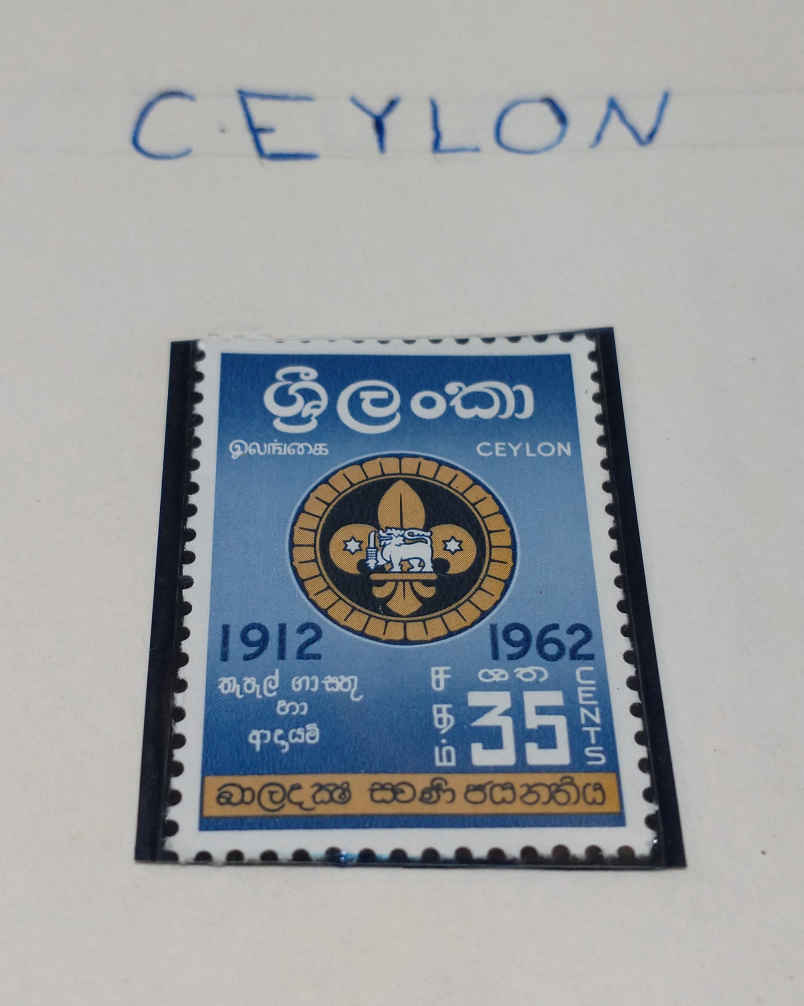 CEYLON
ශ්‍රී ලංකා
இலங்கை CEYLON
1912 1962
තැපැල් ගාස්තු
හා
ආදායම්
சதம் ශත 35 CENTS
බාලදක්ෂ ස්වර්ණ ජයන්තිය